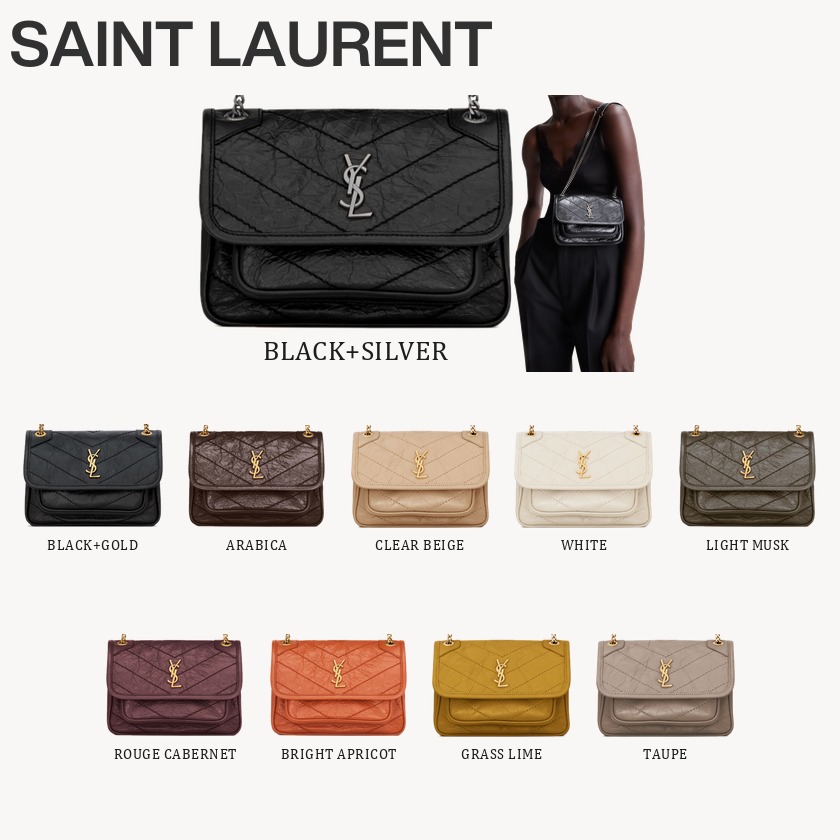 SAINT LAURENT
BLACK+SILVER
BLACK+GOLD
ARABICA
CLEAR BEIGE
WHITE
LIGHT MUSK
ROUGE CABERNET
BRIGHT APRICOT
GRASS LIME
TAUPE